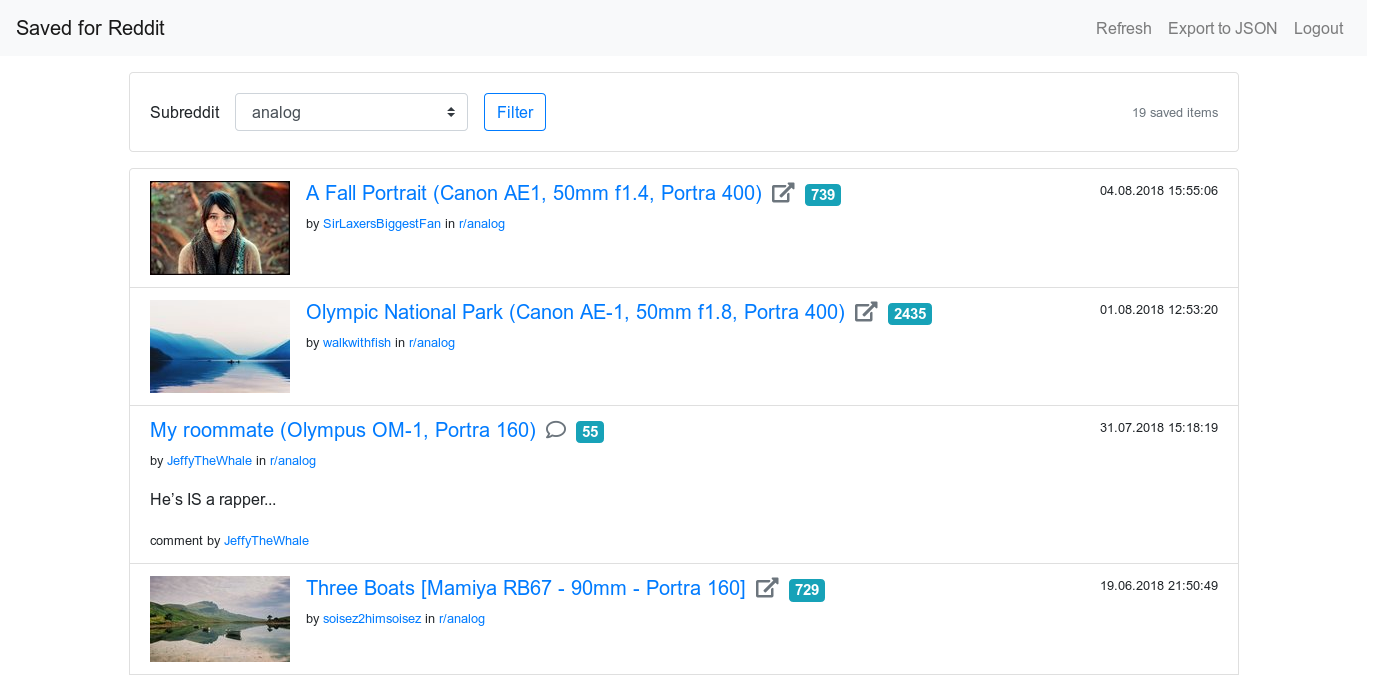 Saved for Reddit Refresh Export to JSON Logout
Subreddit analog Filter 19 saved items
A Fall Portrait (Canon AE1, 50mm f1.4, Portra 400) 739 04.08.2018 15:55:06
by SirLaxersBiggestFan in r/analog
Olympic National Park (Canon AE-1, 50mm f1.8, Portra 400) 2435 01.08.2018 12:53:20
by walkwithfish in r/analog
My roommate (Olympus OM-1, Portra 160) 55 31.07.2018 15:18:19
by JeffyTheWhale in r/analog
He's IS a rapper...
comment by JeffyTheWhale
Three Boats [Mamiya RB67 - 90mm - Portra 160] 729 19.06.2018 21:50:49
by soisez2himsoisez in r/analog